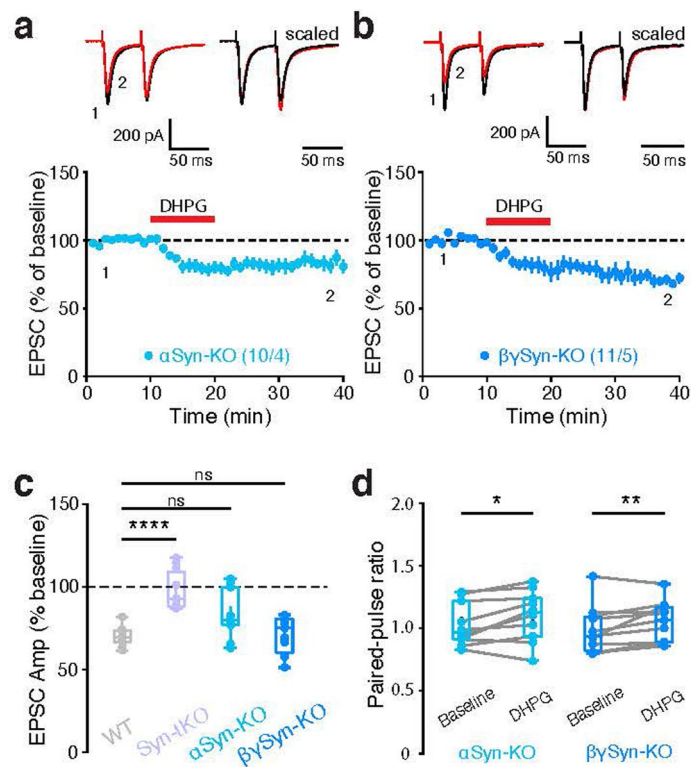 a
scaled
2
1
200 pA
50 ms
50 ms
150
DHPG
100
1
2
50
0
αSyn-KO (10/4)
EPSC (% of baseline)
0 10 20 30 40
Time (min)
b
scaled
2
1
200 pA
50 ms
50 ms
150
DHPG
100
1
2
50
0
βγSyn-KO (11/5)
EPSC (% of baseline)
0 10 20 30 40
Time (min)
c
ns
ns
****
150
100
50
0
EPSC Amp (% baseline)
WT
Syn-tKO
αSyn-KO
βγSyn-KO
d
2.0
* **
1.5
1.0
0.5
0
Paired-pulse ratio
Baseline DHPG Baseline DHPG
αSyn-KO βγSyn-KO